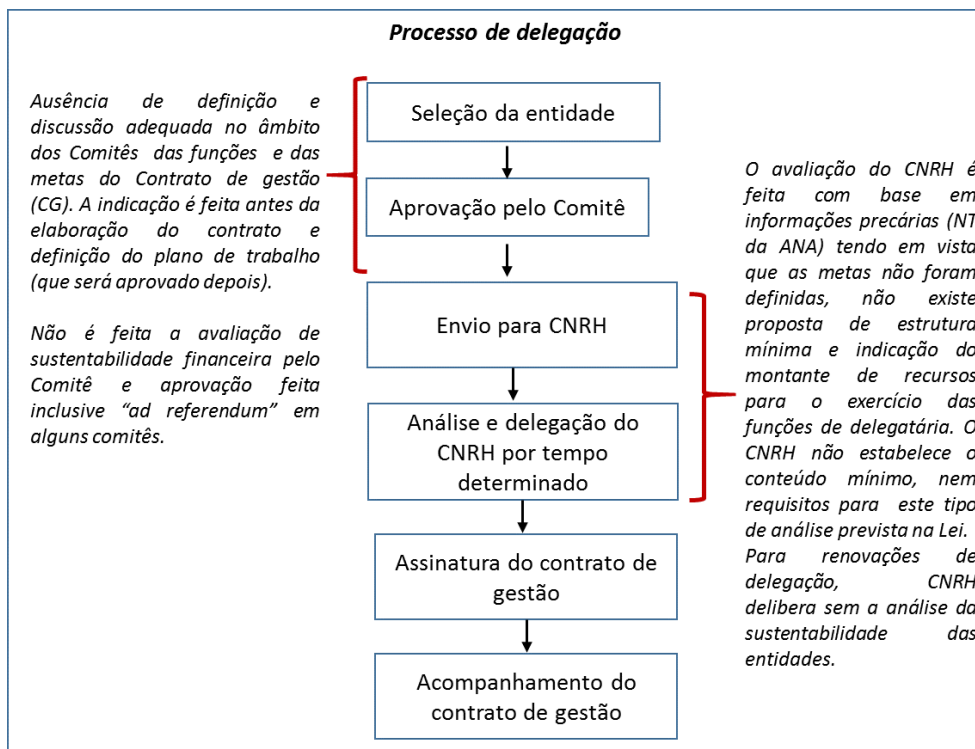 Processo de delegação
Ausência de definição e
discussão adequada no âmbito
dos Comitês das funções e das
metas do Contrato de gestão
(CG). A indicação é feita antes da
elaboração do contrato e
definição do plano de trabalho
(que será aprovado depois).
Não é feita a avaliação de
sustentabilidade financeira pelo
Comitê e aprovação feita
inclusive “ad referendum” em
alguns comitês.
Seleção da entidade
Aprovação pelo Comitê
Envio para CNRH
Análise e delegação do
CNRH por tempo
determinado
Assinatura do contrato de
gestão
Acompanhamento do
contrato de gestão
O avaliação do CNRH é
feita com base em
informações precárias (NT
da ANA) tendo em vista
que as metas não foram
definidas, não existe
proposta de estrutura
mínima e indicação do
montante de recursos
para o exercício das
funções de delegatária. O
CNRH não estabelece o
conteúdo mínimo, nem
requisitos para este tipo
de análise prevista na Lei.
Para renovações de
delegação, CNRH
delibera sem a análise da
sustentabilidade das
entidades.